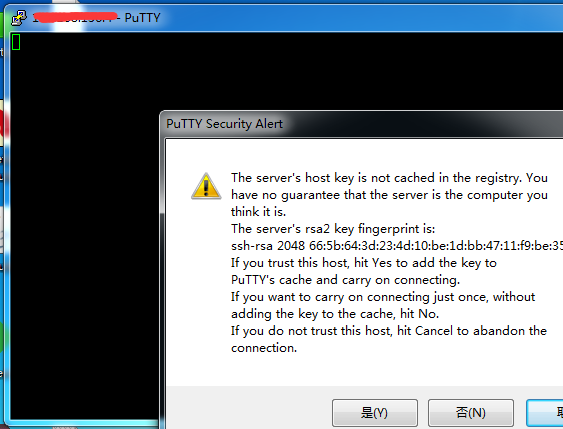 - PuTTY
PuTTY Security Alert
The server's host key is not cached in the registry. You
have no guarantee that the server is the computer you
think it is.
The server's rsa2 key fingerprint is:
ssh-rsa 2048 66:5b:64:3d:23:4d:10:be:1d:bb:47:11:f9:be:35
If you trust this host, hit Yes to add the key to
PuTTY's cache and carry on connecting.
If you want to carry on connecting just once, without
adding the key to the cache, hit No.
If you do not trust this host, hit Cancel to abandon the
connection.
是(Y) 否(N)